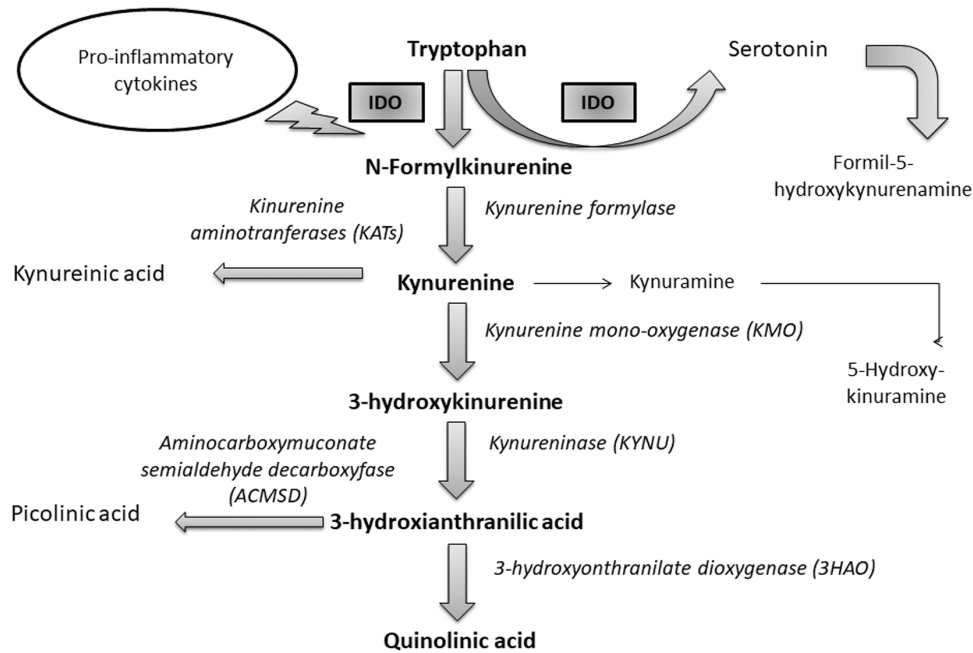 Pro-inflammatory
cytokines
Tryptophan
Serotonin
IDO
IDO
N-Formylkinurenine
Formil-5-
hydroxykynurenamine
Kinurenine
aminotranferases (KATs)
Kynurenine formylase
Kynureinic acid
Kynurenine
Kynuramine
Kynurenine mono-oxygenase (KMO)
5-Hydroxy-
kinuramine
3-hydroxykinurenine
Aminocarboxymuconate
semialdehyde decarboxyfase
(ACMSD)
Kynureninase (KYNU)
Picolinic acid
3-hydroxianthranilic acid
3-hydroxyonthranilate dioxygenase (3HAO)
Quinolinic acid